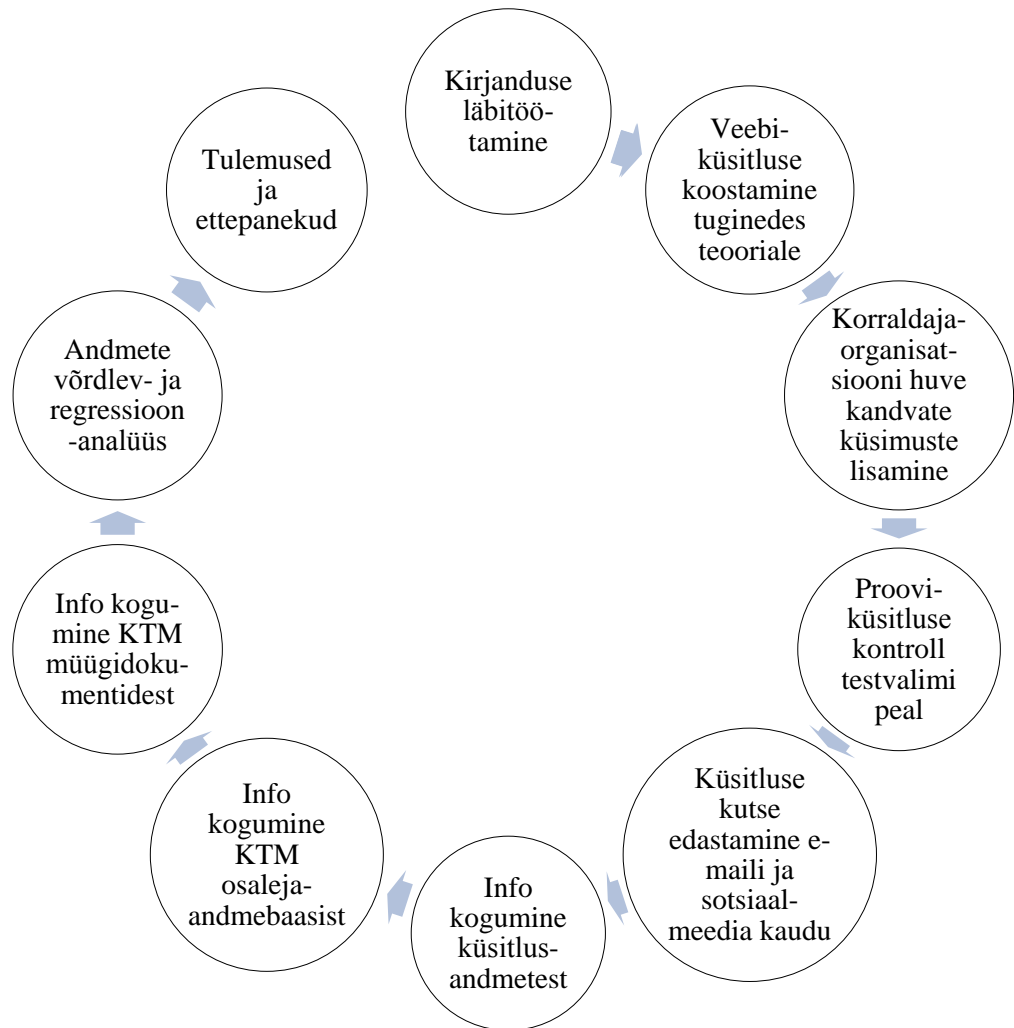 Kirjanduse
läbitöö-
tamine
Veebi-
küsitluse
koostamine
tuginedes
teooriale
Korraldaja-
organisat-
siooni huve
kandvate
küsimuste
lisamine
Proovi-
küsitluse
kontroll
testvalimi
peal
Küsitluse
kutse
edastamine e-
maili ja
sotsiaal-
meedia kaudu
Info
kogumine
küsitlus-
andmetest
Info
kogumine
KTM
osaleja-
andmebaasist
Info kogu-
mine KTM
müügidoku-
mentidest
Andmete
võrdlev- ja
regressioon
-analüüs
Tulemused
ja
ettepanekud